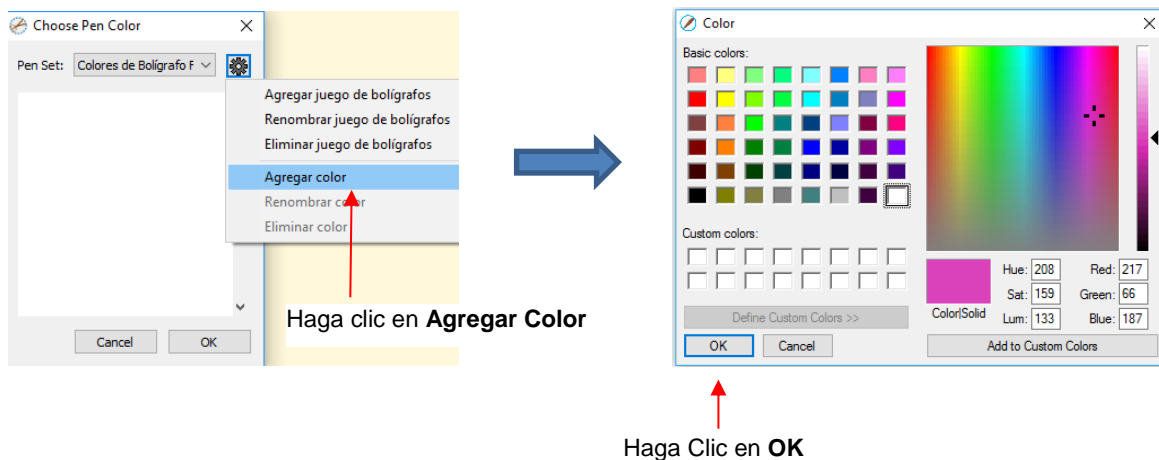 Choose Pen Color
Pen Set: Colores de Bolígrafo F
Agregar juego de bolígrafos
Renombrar juego de bolígrafos
Eliminar juego de bolígrafos
Agregar color
Renombrar color
Eliminar color
Haga clic en Agregar Color
Cancel OK
Color
Basic colors:
Custom colors:
Define Custom Colors >>
OK Cancel
Color|Solid
Hue: 208 Red: 217
Sat: 159 Green: 66
Lum: 133 Blue: 187
Add to Custom Colors
Haga Clic en OK